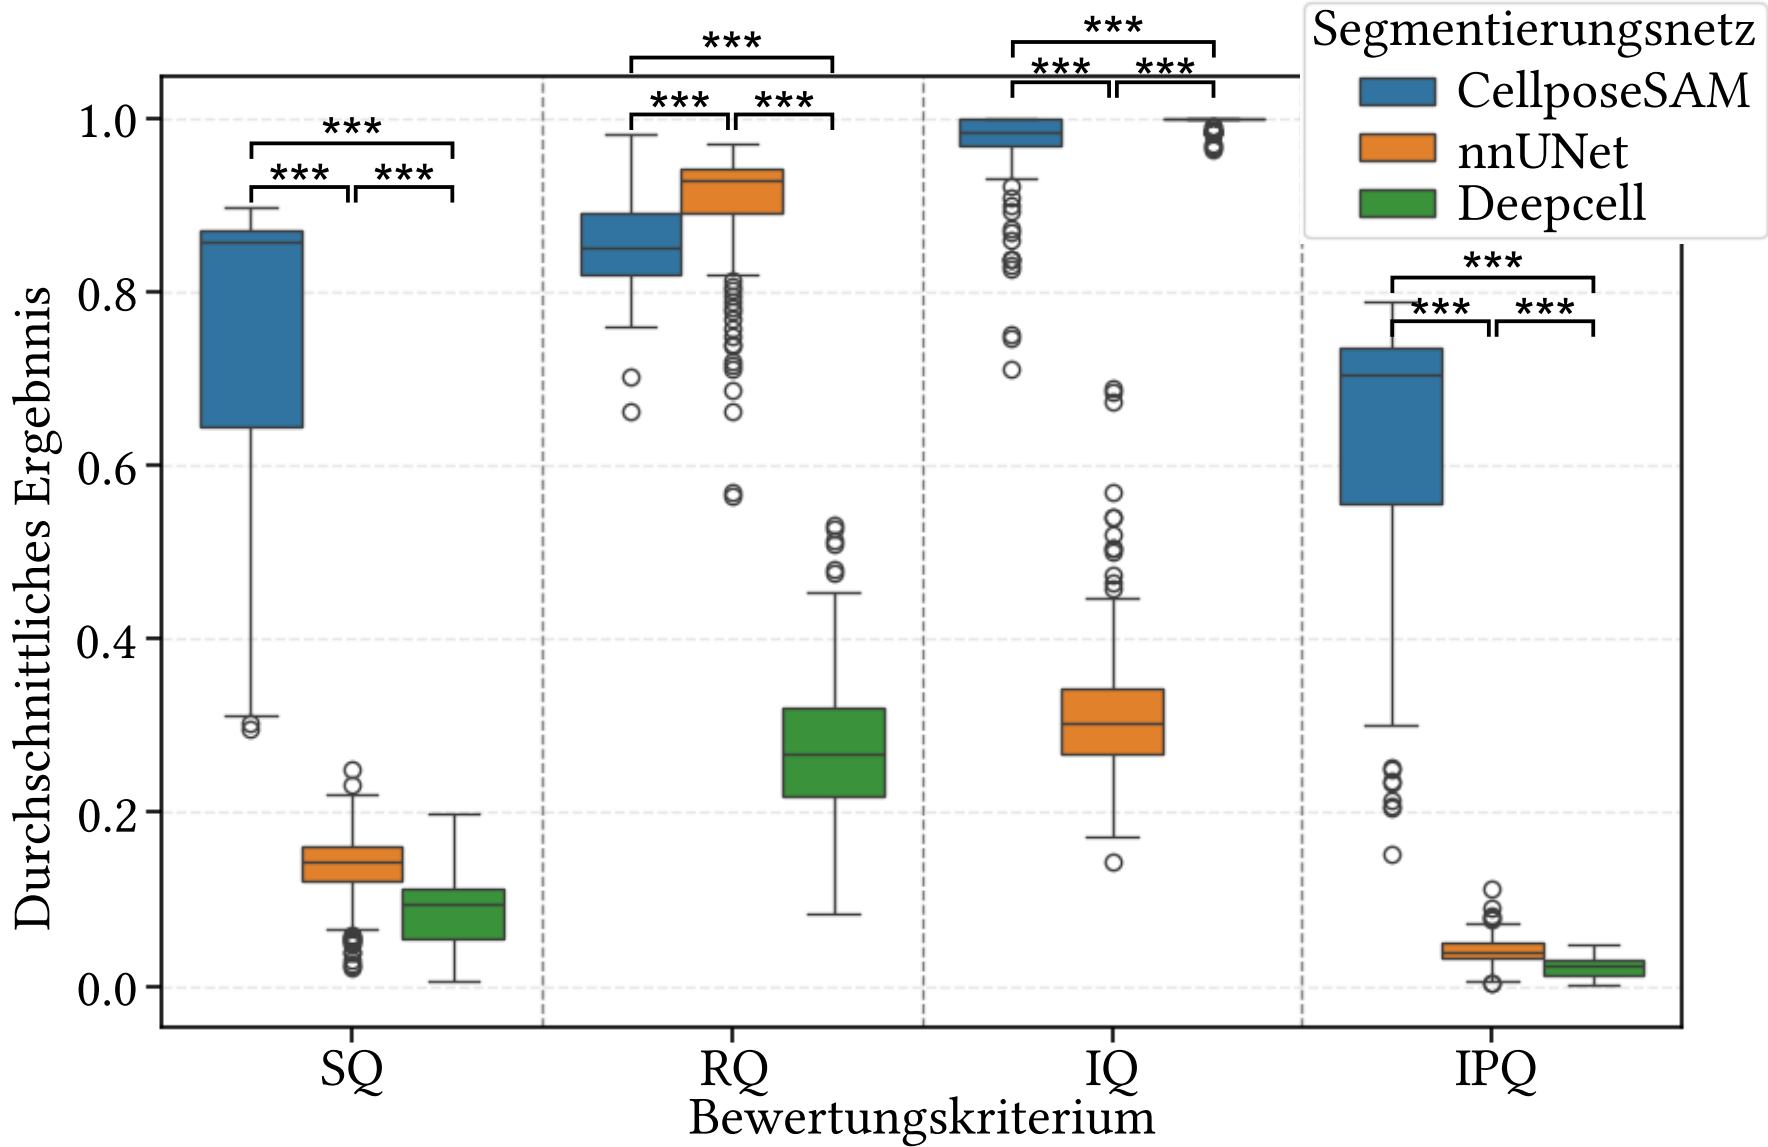 Segmentierungsnetz
CellposeSAM
nnUNet
Deepcell
***
*** ***
***
*** ***
***
*** ***
***
*** ***
1.0
0.8
0.6
0.4
0.2
0.0
Durchschnittliches Ergebnnis
SQ RQ IQ IPQ
Bewertungskriterium